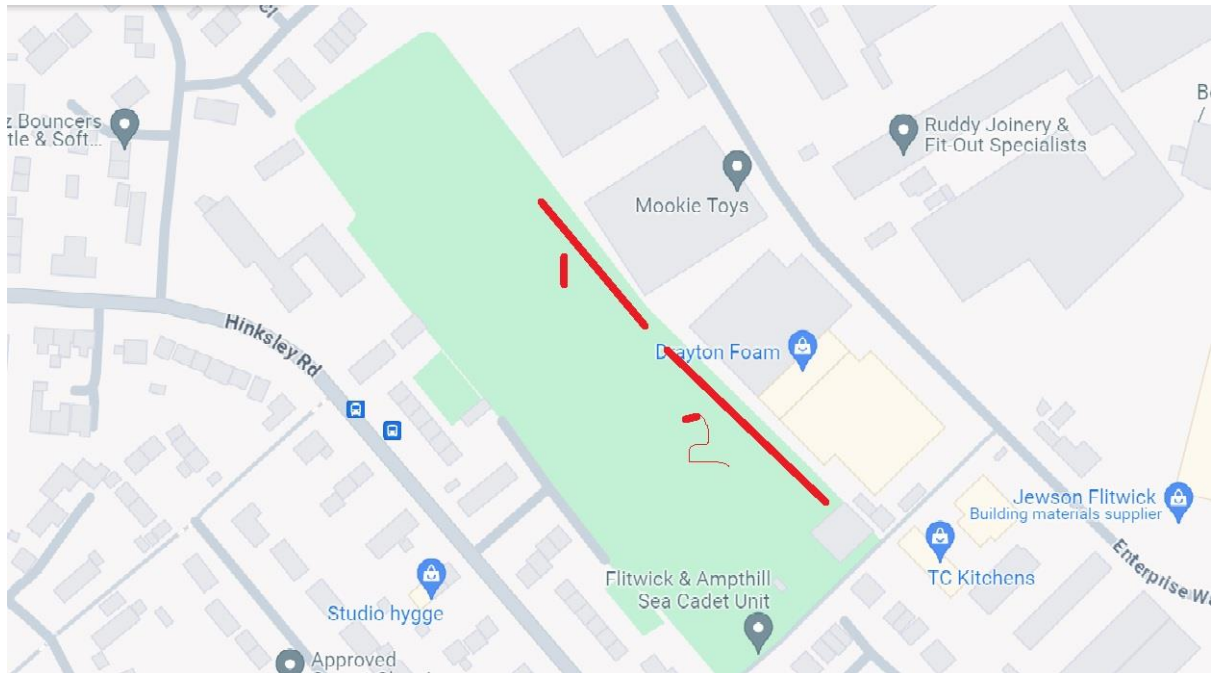 z Bouncers
tle & Soft...
Ruddy Joinery &
Fit-Out Specialists
Mookie Toys
1
Hinksley Rd
Drayton Foam
2
Jewson Flitwick
Building materials supplier
Flitwick & Ampthill
Sea Cadet Unit
TC Kitchens
Enterprise W
Studio hygge
Approved